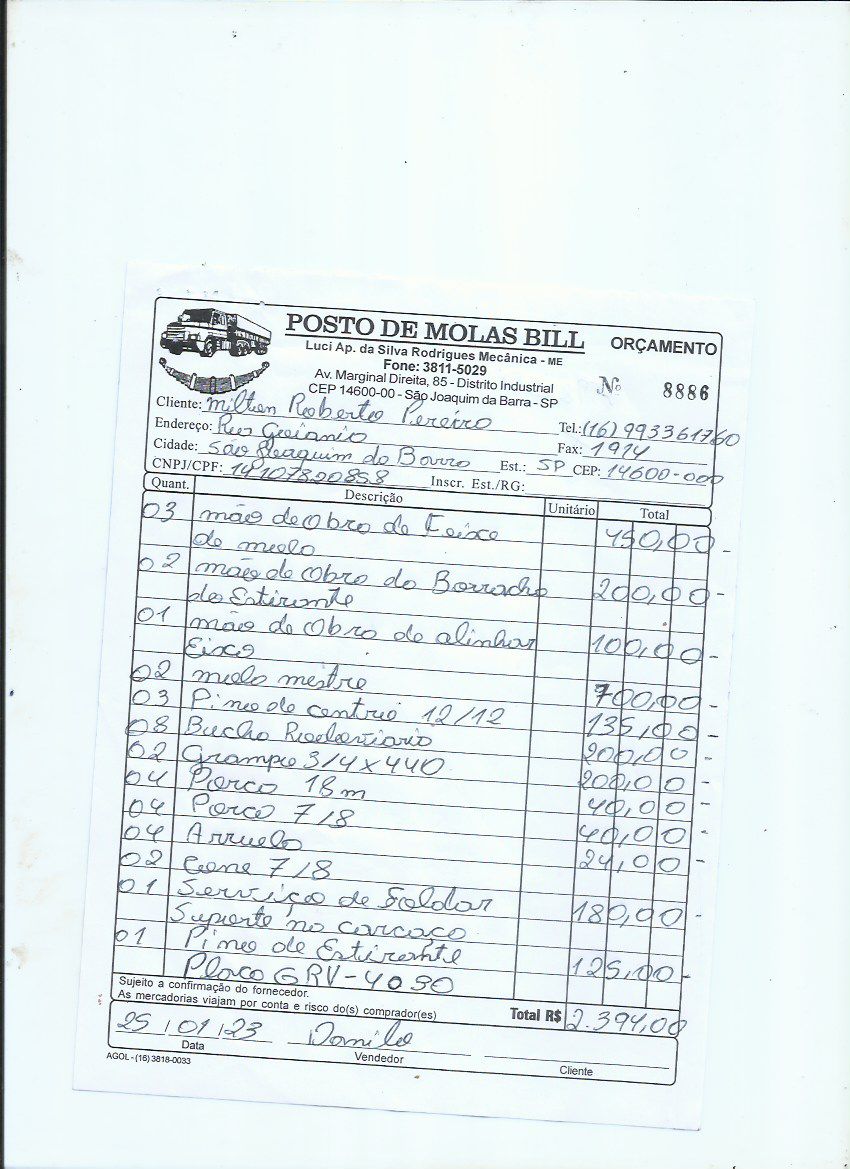 POSTO DE MOLAS BILL
ORÇAMENTO
Luci Ap. da Silva Rodrigues Mecânica - ME
Fone: 3811-5029
Av. Marginal Direita, 85 - Distrito Industrial
CEP 14600-00 - São Joaquim da Barra - SP
Nº 8886
Cliente: Milton Roberto Pereira
Endereço: Rua Goiania Tel.: (16) 993361760
Cidade: São Joaquim da Barra Fax: 1914
Est.: SP CEP: 14600-000
CNPJ/CPF: 14107820858 Inscr. Est./RG:
Quant. Descrição Unitário Total
03 mão de Obra de Feixe 450,00
de mola
02 mão de Obra da Borracha 200,00
do Estirante
01 mão de Obra de alinhar 100,00
Eixo
02 mola mestre 700,00
03 Pino de centro 12/12 135,00
08 Bucha 200,00
02 Grampo 3/4 x 440 200,00
04 Porca 18m 40,00
04 Porca 7/8 40,00
04 Arruela 24,00
02 Cone 7/8
01 Serviço de Soldar 180,00
Suporte na carcaça
01 Pino de Estirante 125,00
Placa GRV-4090
Sujeito a confirmação do fornecedor.
As mercadorias viajam por conta e risco do(s) comprador(es)
Total R$ 2.394,00
25/01/23 Danilo
Data Vendedor Cliente
AGOL - (16) 3818-0033